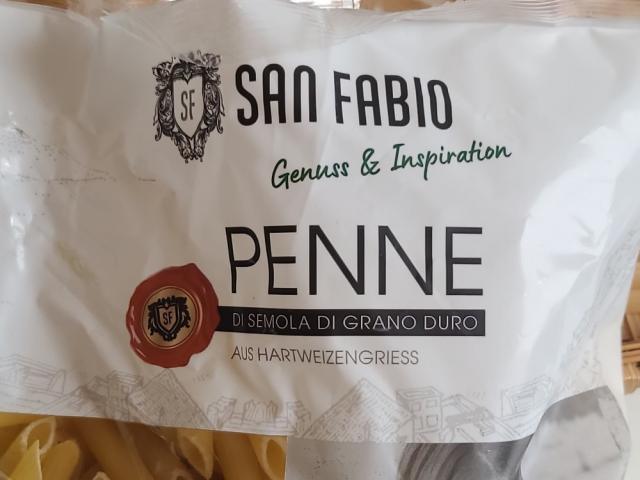 SF
SAN FABIO
Genuss & Inspiration
PENNE
DI SEMOLA DI GRANO DURO
AUS HARTWEIZENGRIESS
SF